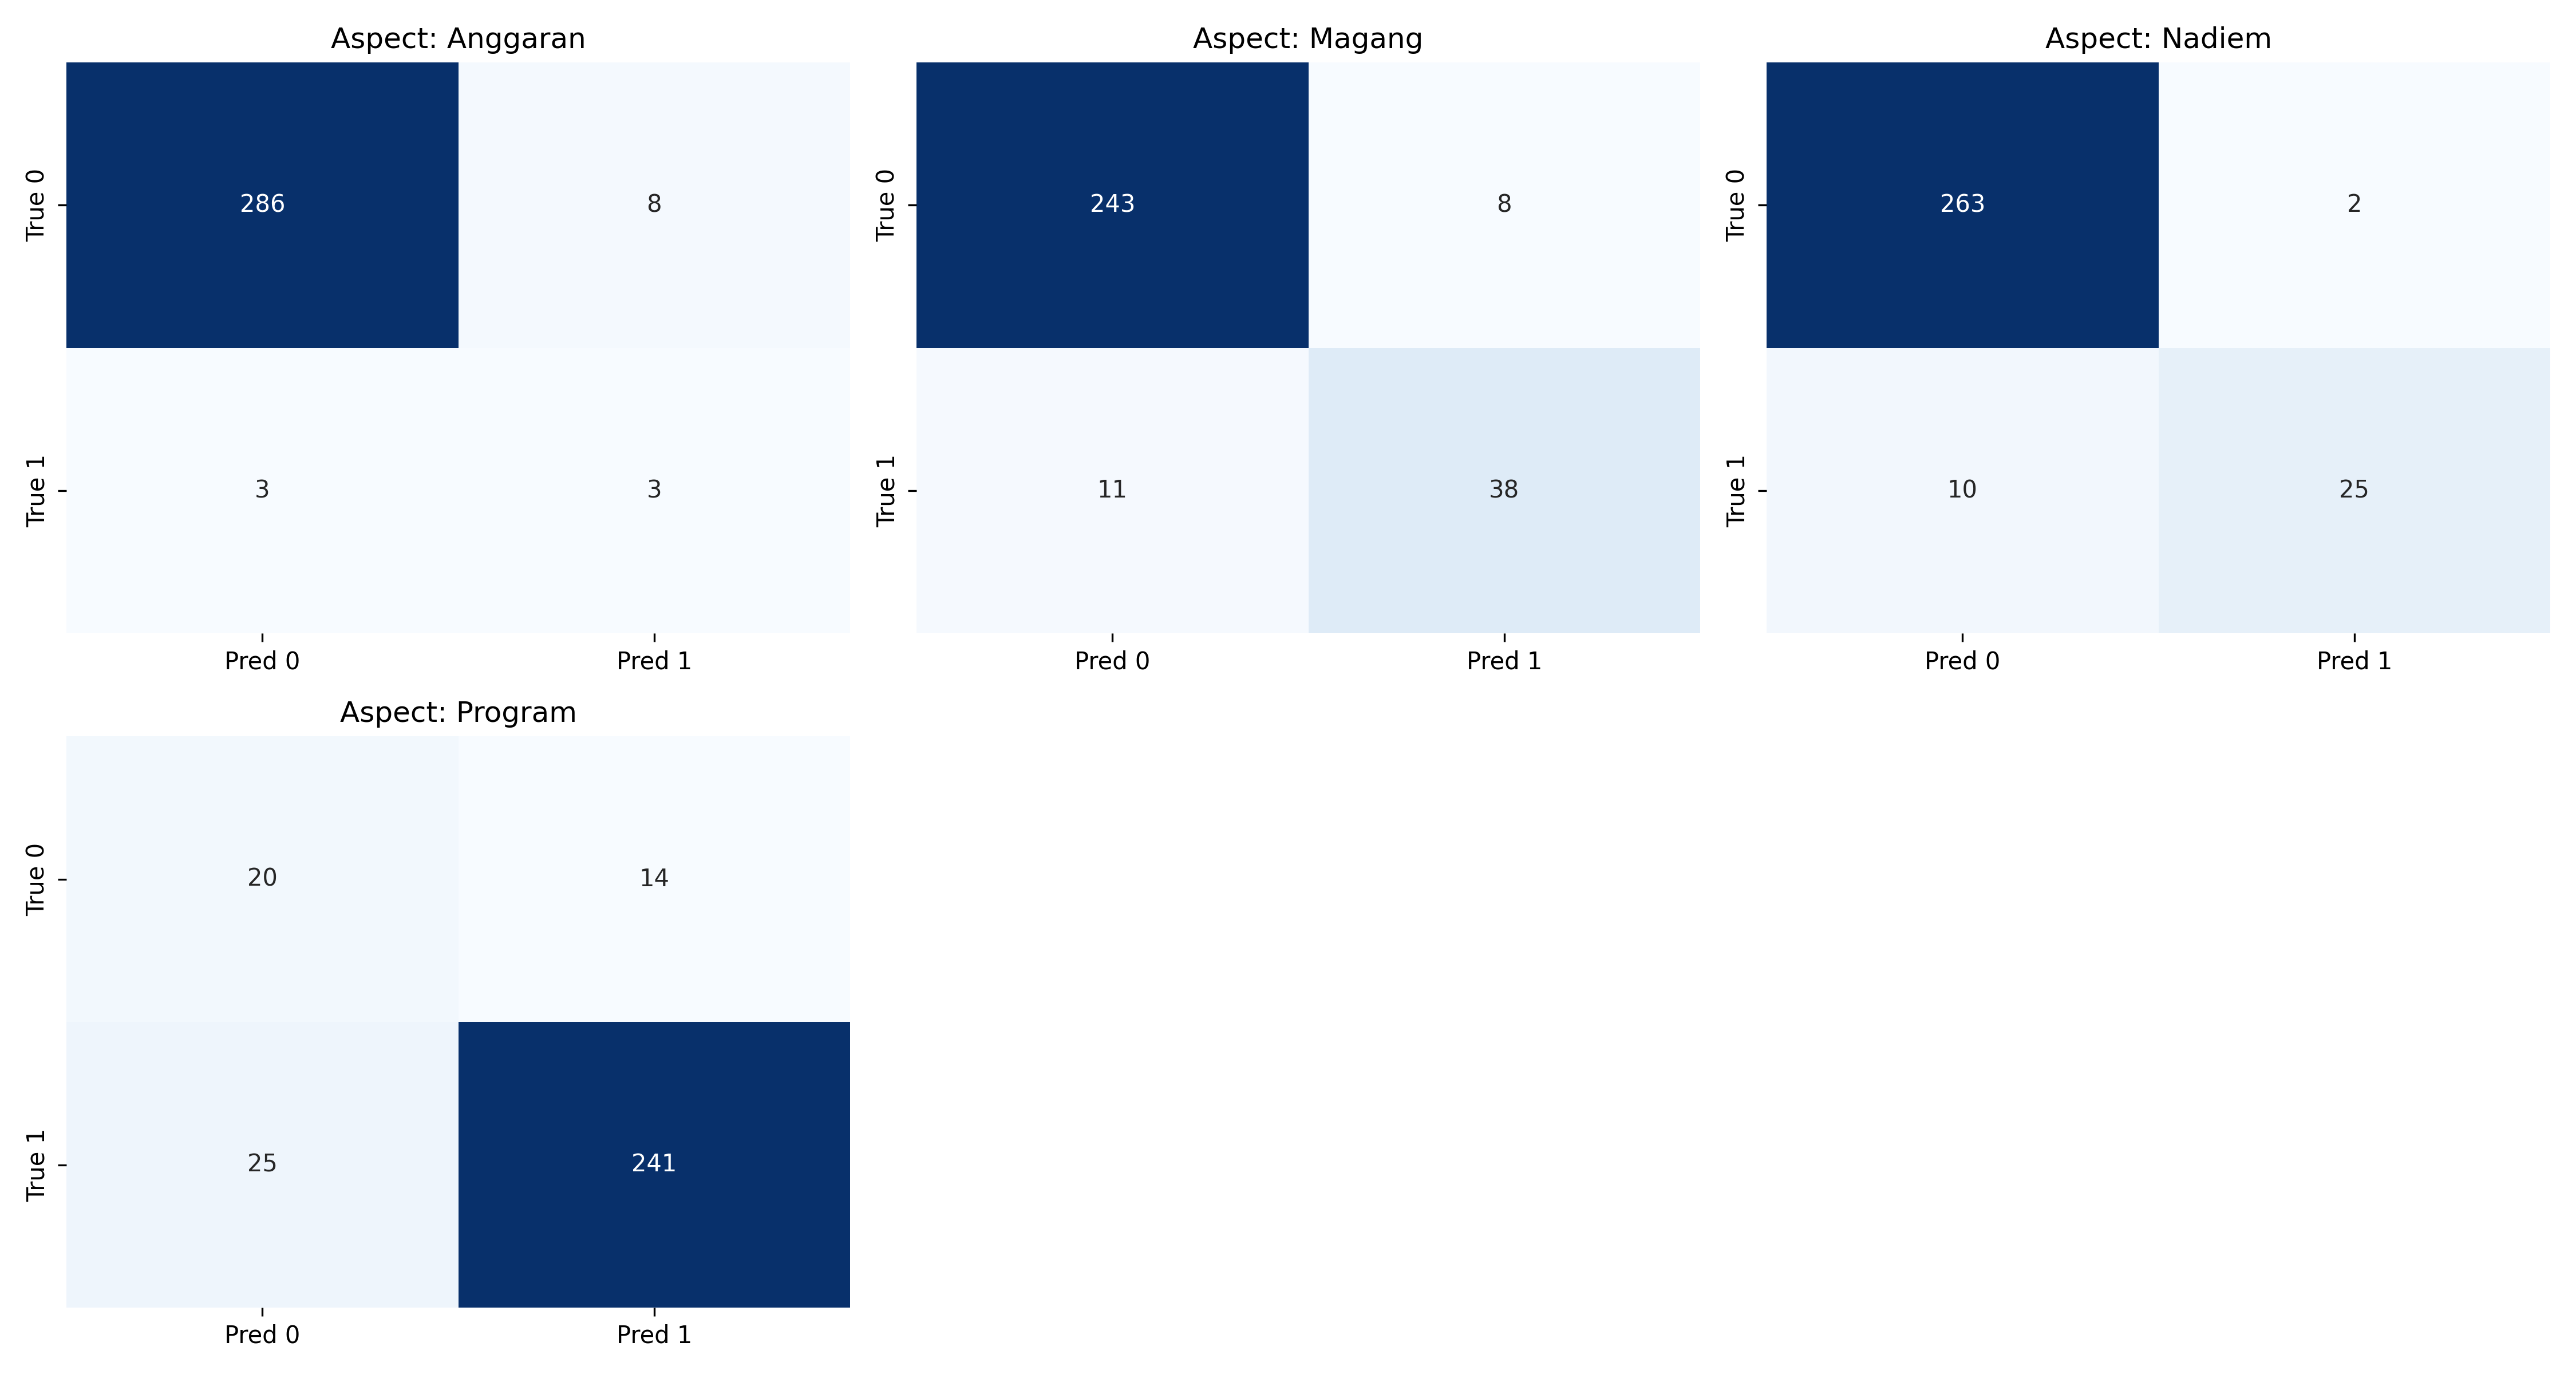 Aspect: Anggaran
True 0
286
8
True 1
3
3
Pred 0
Pred 1
Aspect: Magang
True 0
243
8
True 1
11
38
Pred 0
Pred 1
Aspect: Nadiem
True 0
263
2
True 1
10
25
Pred 0
Pred 1
Aspect: Program
True 0
20
14
True 1
25
241
Pred 0
Pred 1